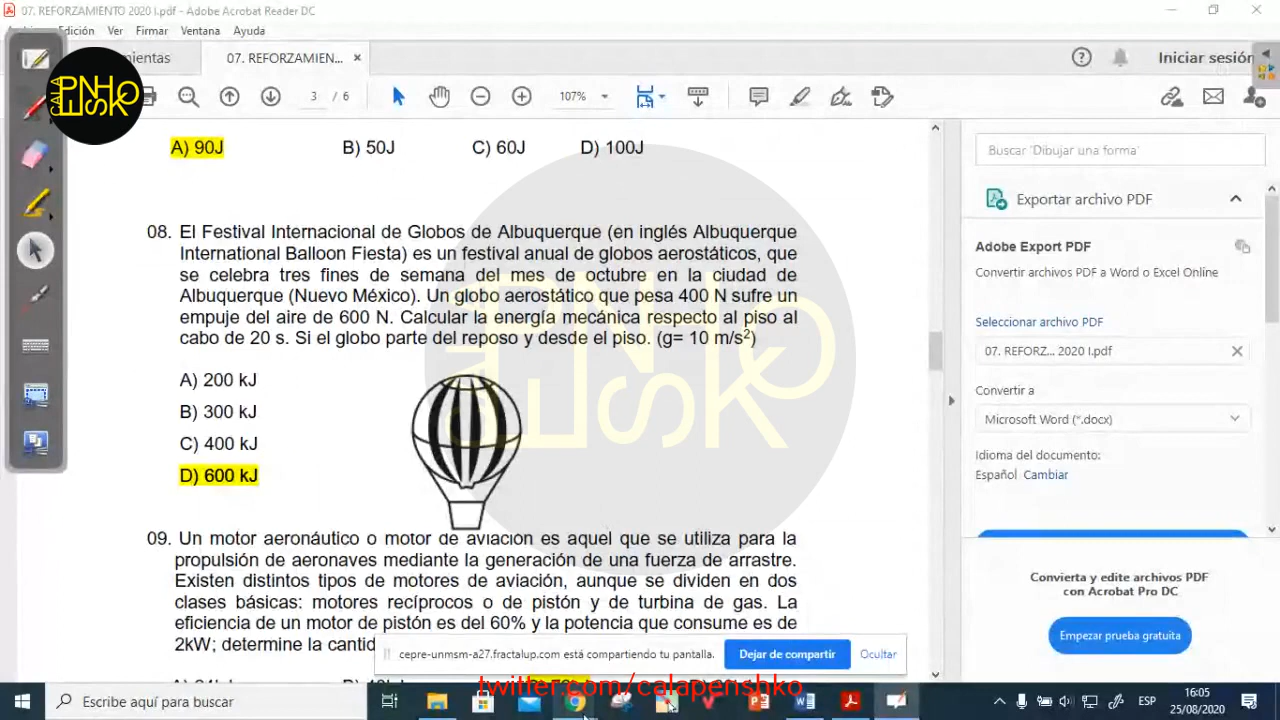 07. REFORZAMIENTO 2020 I.pdf - Adobe Acrobat Reader DC
Edición Ver Firmar Ventana Ayuda
07. REFORZAMIEN... ×
Iniciar sesión
3 / 6
107%
A) 90J B) 50J C) 60J D) 100J
08. El Festival Internacional de Globos de Albuquerque (en inglés Albuquerque
International Balloon Fiesta) es un festival anual de globos aerostáticos, que
se celebra tres fines de semana del mes de octubre en la ciudad de
Albuquerque (Nuevo México). Un globo aerostático que pesa 400 N sufre un
empuje del aire de 600 N. Calcular la energía mecánica respecto al piso al
cabo de 20 s. Si el globo parte del reposo y desde el piso. (g= 10 m/s²)
A) 200 kJ
B) 300 kJ
C) 400 kJ
D) 600 kJ
09. Un motor aeronáutico o motor de aviación es aquel que se utiliza para la
propulsión de aeronaves mediante la generación de una fuerza de arrastre.
Existen distintos tipos de motores de aviación, aunque se dividen en dos
clases básicas: motores recíprocos o de pistón y de turbina de gas. La
eficiencia de un motor de pistón es del 60% y la potencia que consume es de
2kW; determine la
cepre-unmsm-a27.fractalup.com está compartiendo tu pantalla.
Dejar de compartir
Ocultar
Buscar 'Dibujar una forma'
Exportar archivo PDF
Adobe Export PDF
Convertir archivos PDF a Word o Excel Online
Seleccionar archivo PDF
07. REFORZ... 2020 I.pdf
Convertir a
Microsoft Word (*.docx)
Idioma del documento:
Español Cambiar
Convierta y edite archivos PDF
con Acrobat Pro DC
Empezar prueba gratuita
CALA
PENSHKO
twitter.com/calapenshko
Escribe aquí para buscar
ESP
16:05
25/08/2020